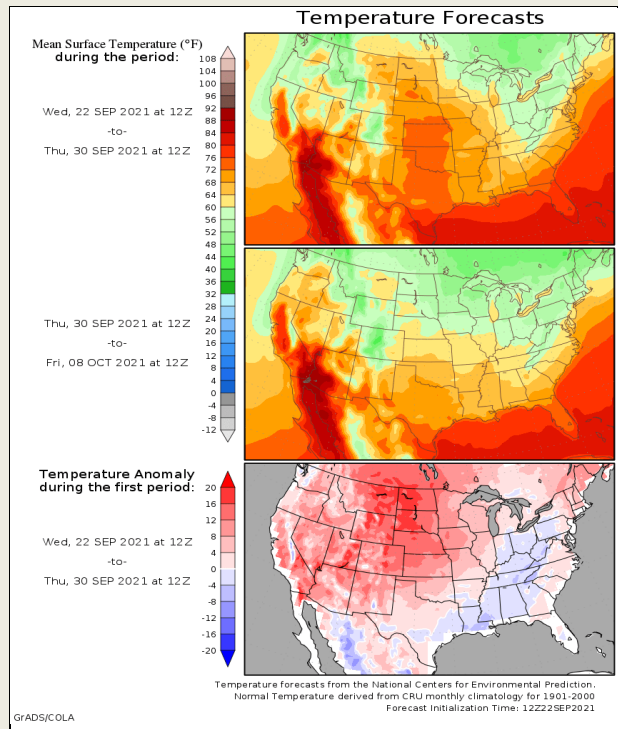 Temperature Forecasts
Mean Surface Temperature (°F)
during the period:
Wed, 22 SEP 2021 at 12Z
-to-
Thu, 30 SEP 2021 at 12Z
108
104
100
96
92
88
84
80
76
72
68
64
60
56
52
48
44
40
36
32
28
24
20
16
12
8
4
0
-4
-8
-12
Thu, 30 SEP 2021 at 12Z
-to-
Fri, 08 OCT 2021 at 12Z
Temperature Anomaly
during the first period:
Wed, 22 SEP 2021 at 12Z
-to-
Thu, 30 SEP 2021 at 12Z
20
16
12
8
4
0
-4
-8
-12
-16
-20
Temperature forecasts from the National Centers for Environmental Prediction.
Normal Temperature derived from CRU monthly climatology for 1901-2000
Forecast Initialization Time: 12Z22SEP2021
GrADS/COLA